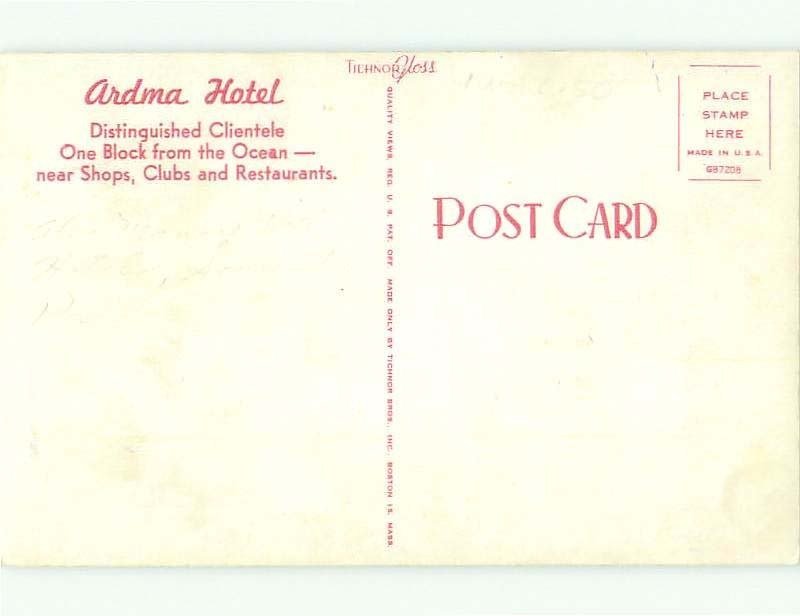 Ardma Hotel
Distinguished Clientele
One Block from the Ocean —
near Shops, Clubs and Restaurants.
TICHNOR Gloss
QUALITY VIEWS, REG. U. S. PAT. OFF. MADE ONLY BY TICHNOR BROS., INC., BOSTON 15, MASS.
POST CARD
PLACE
STAMP
HERE
MADE IN U.S.A.
G87208